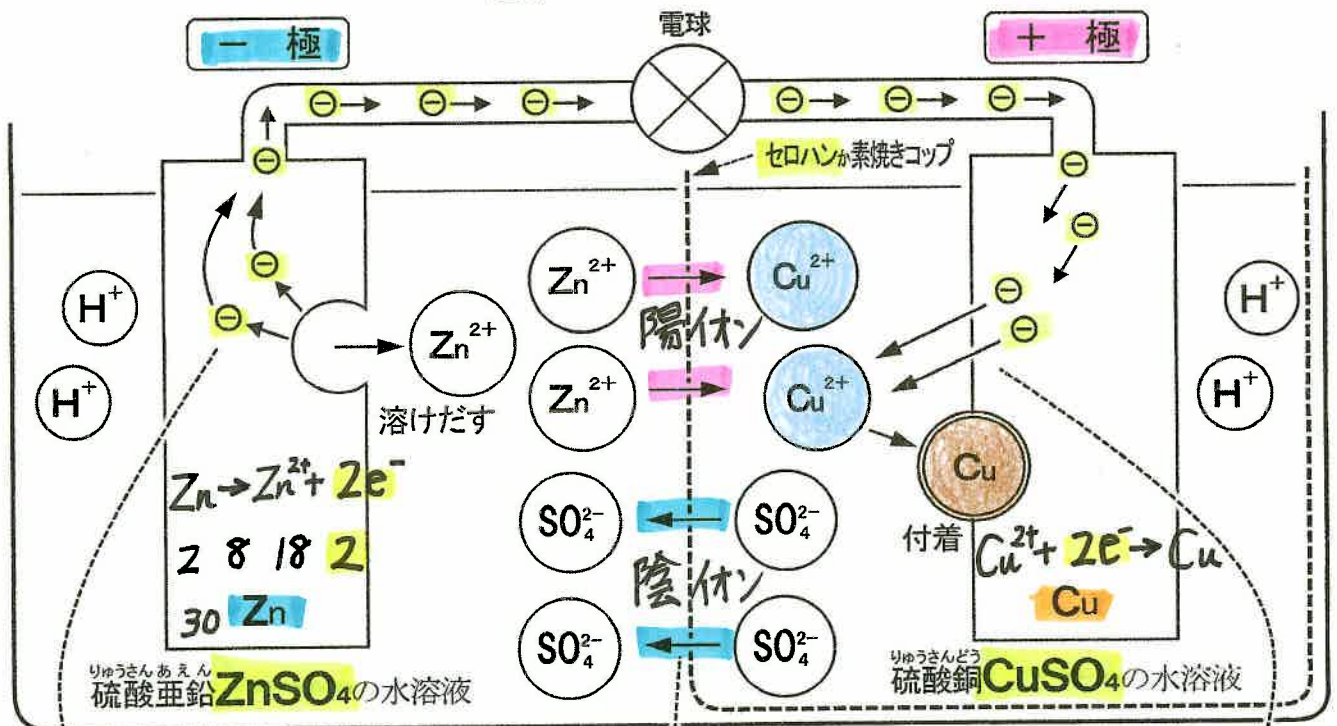 電球
− 極
+ 極
⊖ ⊖ ⊖ ⊖ ⊖ ⊖
⊖ ⊖
セロハンか素焼きコップ
⊖
⊖
⊖
⊖
⊖
H⁺
H⁺
Zn²⁺
溶けだす
Zn²⁺
陽イオン
Zn²⁺
Cu²⁺
Cu²⁺
Cu
付着
H⁺
H⁺
Zn→Zn²⁺+ 2e⁻
2 8 18 2
30 Zn
SO₄²⁻ SO₄²⁻
陰イオン
SO₄²⁻ SO₄²⁻
Cu²⁺+ 2e⁻→ Cu
Cu
りゅうさん あえん
硫酸亜鉛ZnSO₄の水溶液
りゅうさんどう
硫酸銅CuSO₄の水溶液